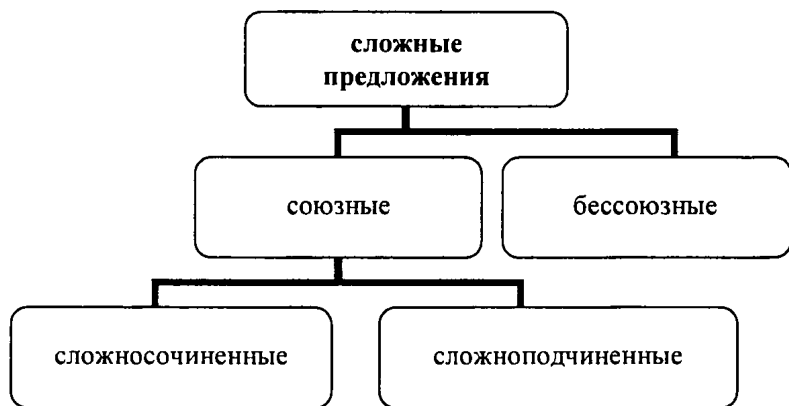 сложные
предложения
союзные
бессоюзные
сложносочиненные
сложноподчиненные